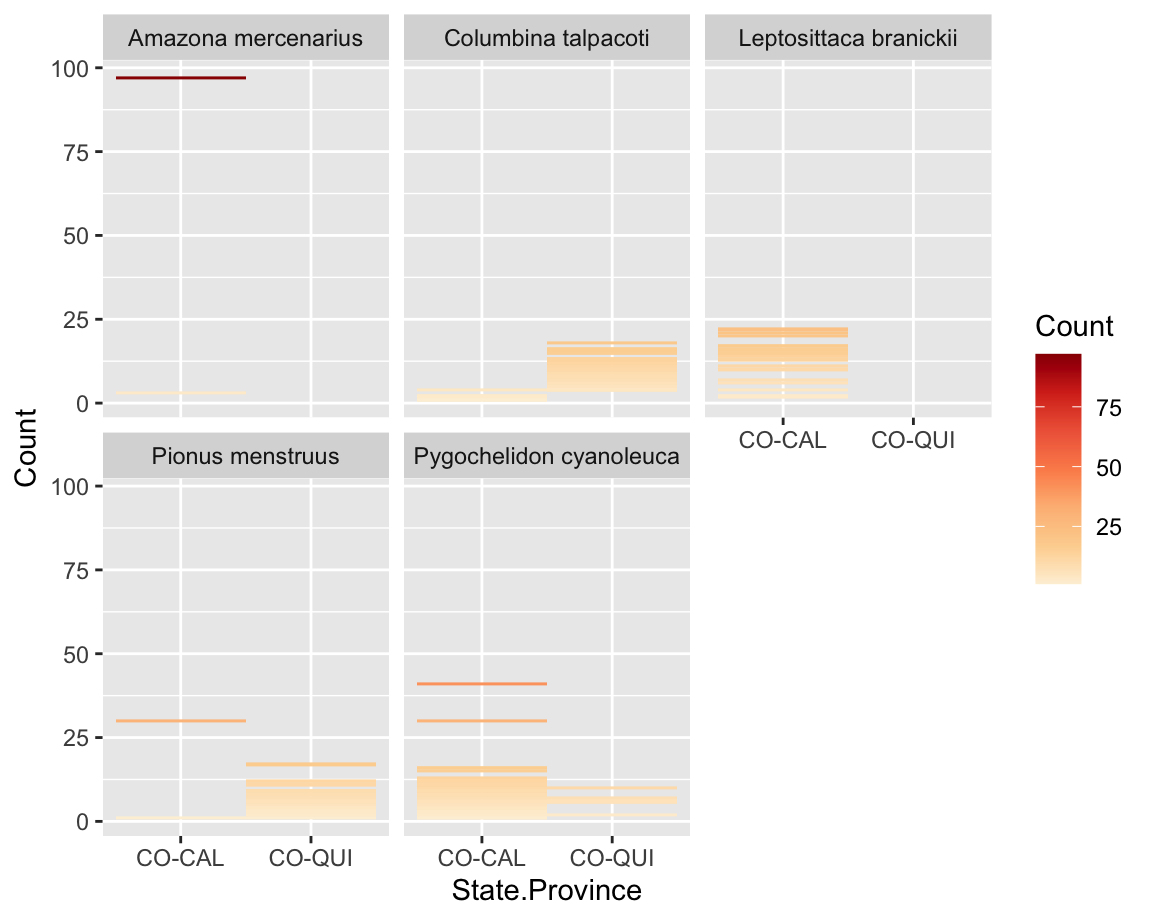 Amazona mercenarius
Columbina talpacoti
Leptosittaca branickii
100
75
50
25
0
CO-CAL CO-QUI
Pionus menstruus
Pygochelidon cyanoleuca
100
75
50
25
0
CO-CAL CO-QUI
CO-CAL CO-QUI
State.Province
Count
Count
75
50
25